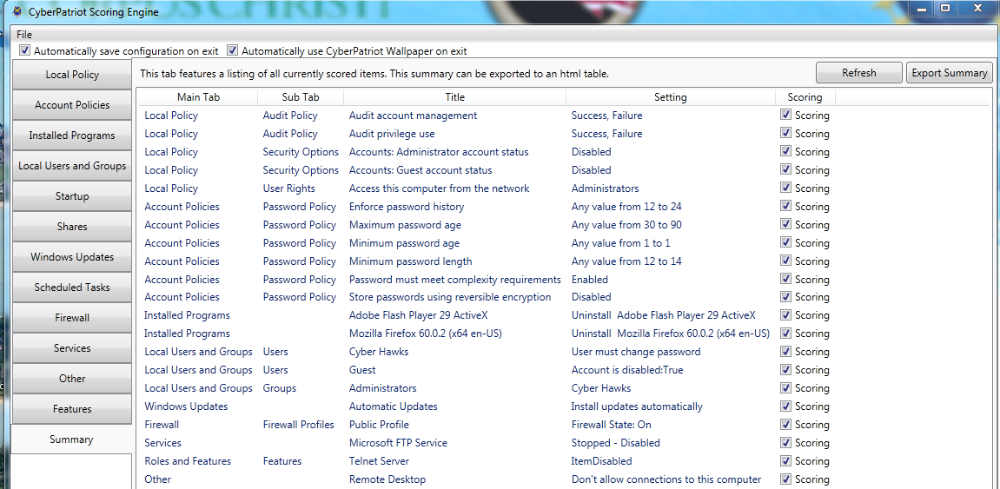 CORPUS CHRISTI
CyberPatriot Scoring Engine
File
Automatically save configuration on exit Automatically use CyberPatriot Wallpaper on exit
Local Policy
Account Policies
Installed Programs
Local Users and Groups
Startup
Shares
Windows Updates
Scheduled Tasks
Firewall
Services
Other
Features
Summary
This tab features a listing of all currently scored items. This summary can be exported to an html table.
Refresh
Export Summary
Main Tab Sub Tab Title Setting Scoring
Local Policy Audit Policy Audit account management Success, Failure Scoring
Local Policy Audit Policy Audit privilege use Success, Failure Scoring
Local Policy Security Options Accounts: Administrator account status Disabled Scoring
Local Policy Security Options Accounts: Guest account status Disabled Scoring
Local Policy User Rights Access this computer from the network Administrators Scoring
Account Policies Password Policy Enforce password history Any value from 12 to 24 Scoring
Account Policies Password Policy Maximum password age Any value from 30 to 90 Scoring
Account Policies Password Policy Minimum password age Any value from 1 to 1 Scoring
Account Policies Password Policy Minimum password length Any value from 12 to 14 Scoring
Account Policies Password Policy Password must meet complexity requirements Enabled Scoring
Account Policies Password Policy Store passwords using reversible encryption Disabled Scoring
Installed Programs Adobe Flash Player 29 ActiveX Uninstall Adobe Flash Player 29 ActiveX Scoring
Installed Programs Mozilla Firefox 60.0.2 (x64 en-US) Uninstall Mozilla Firefox 60.0.2 (x64 en-US) Scoring
Local Users and Groups Users Cyber Hawks User must change password Scoring
Local Users and Groups Users Guest Account is disabled:True Scoring
Local Users and Groups Groups Administrators Cyber Hawks Scoring
Windows Updates Automatic Updates Install updates automatically Scoring
Firewall Firewall Profiles Public Profile Firewall State: On Scoring
Services Microsoft FTP Service Stopped - Disabled Scoring
Roles and Features Features Telnet Server ItemDisabled Scoring
Other Remote Desktop Don't allow connections to this computer Scoring